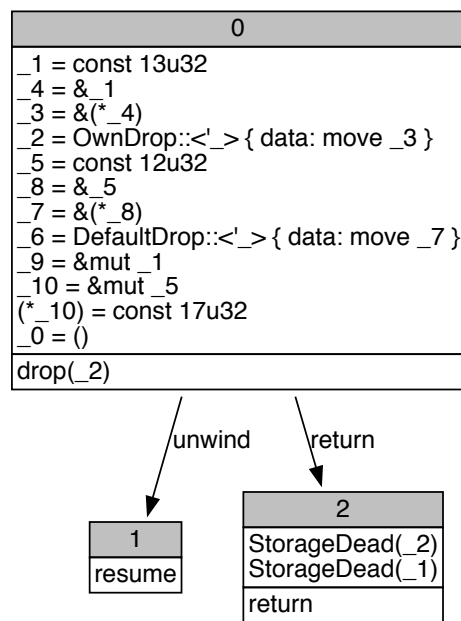 0
_1 = const 13u32
_4 = &_1
_3 = &(*_4)
_2 = OwnDrop::<'_> { data: move _3 }
_5 = const 12u32
_8 = &_5
_7 = &(*_8)
_6 = DefaultDrop::<'_> { data: move _7 }
_9 = &mut _1
_10 = &mut _5
(*_10) = const 17u32
_0 = ()
drop(_2)
unwind
return
1
resume
2
StorageDead(_2)
StorageDead(_1)
return